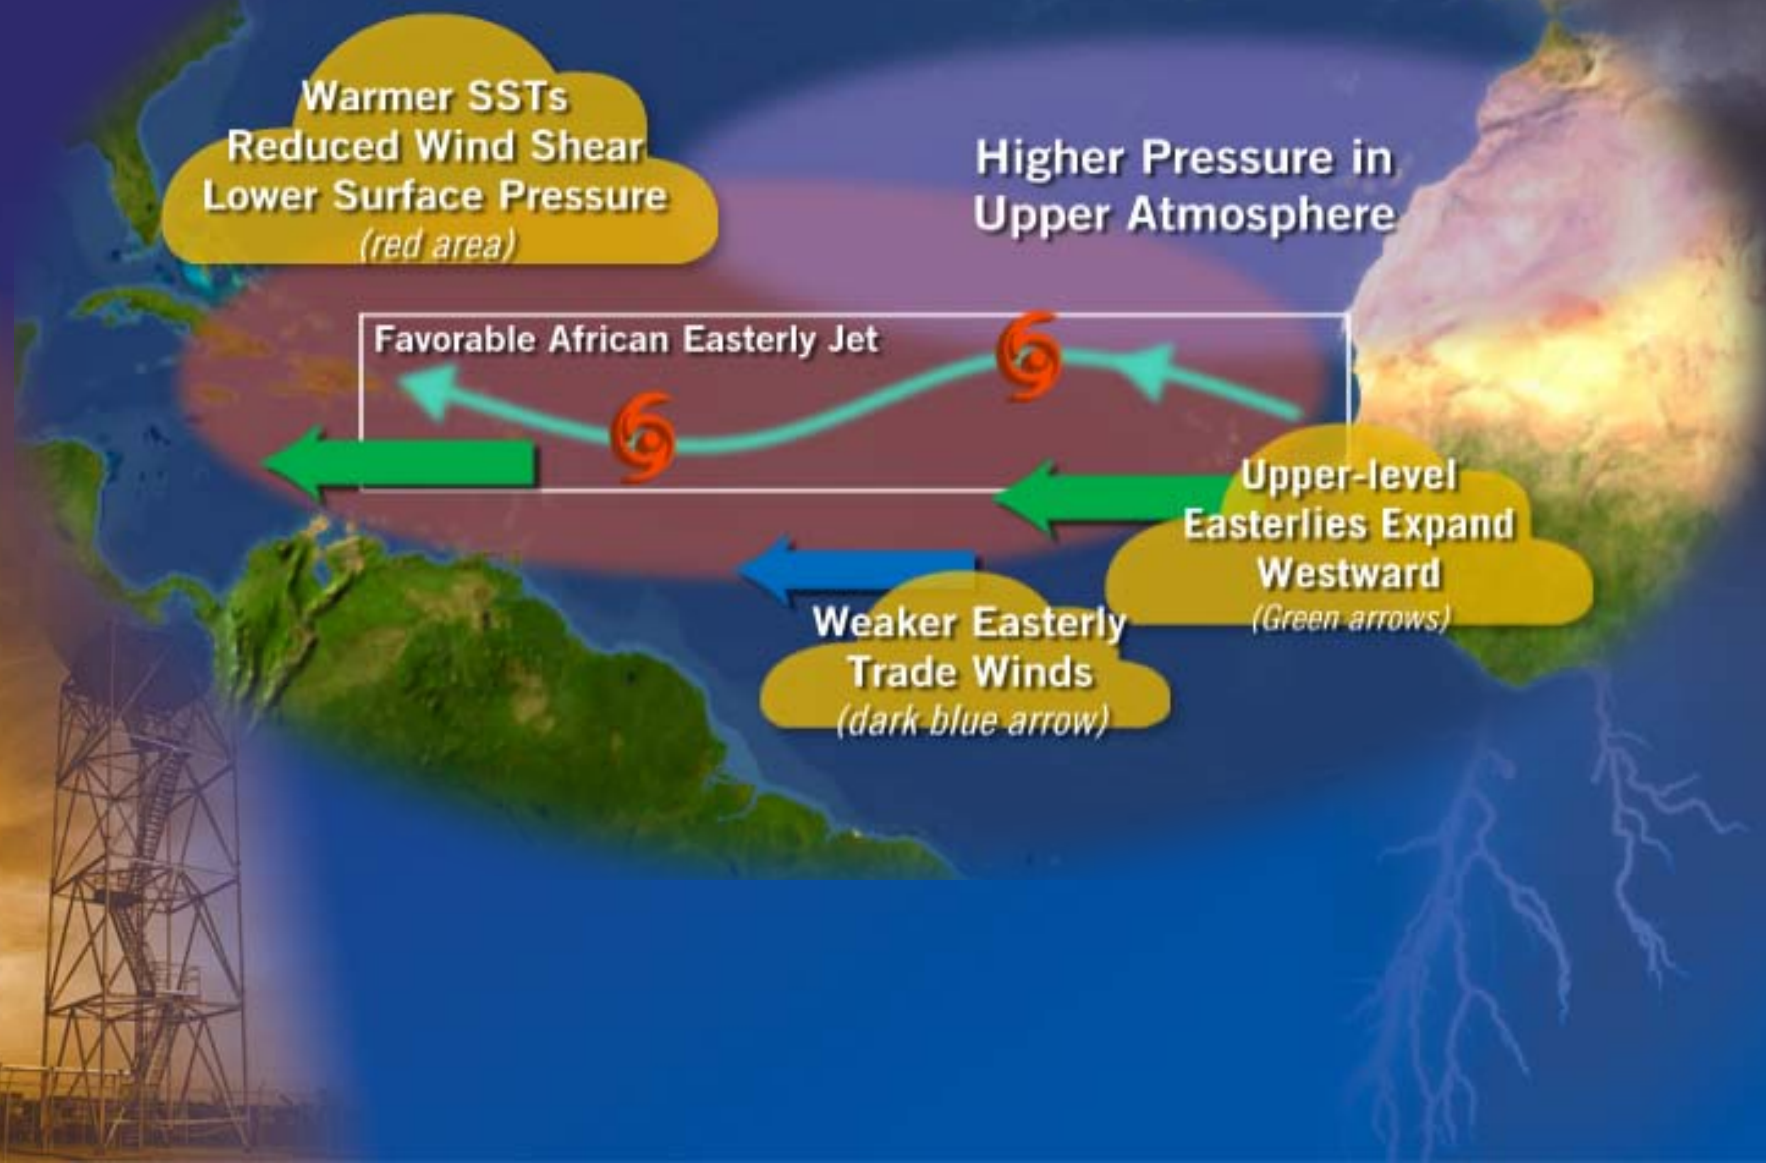 Warmer SSTs
Reduced Wind Shear
Lower Surface Pressure
(red area)
Higher Pressure in
Upper Atmosphere
Favorable African Easterly Jet
Upper-level
Easterlies Expand
Westward
(Green arrows)
Weaker Easterly
Trade Winds
(dark blue arrow)